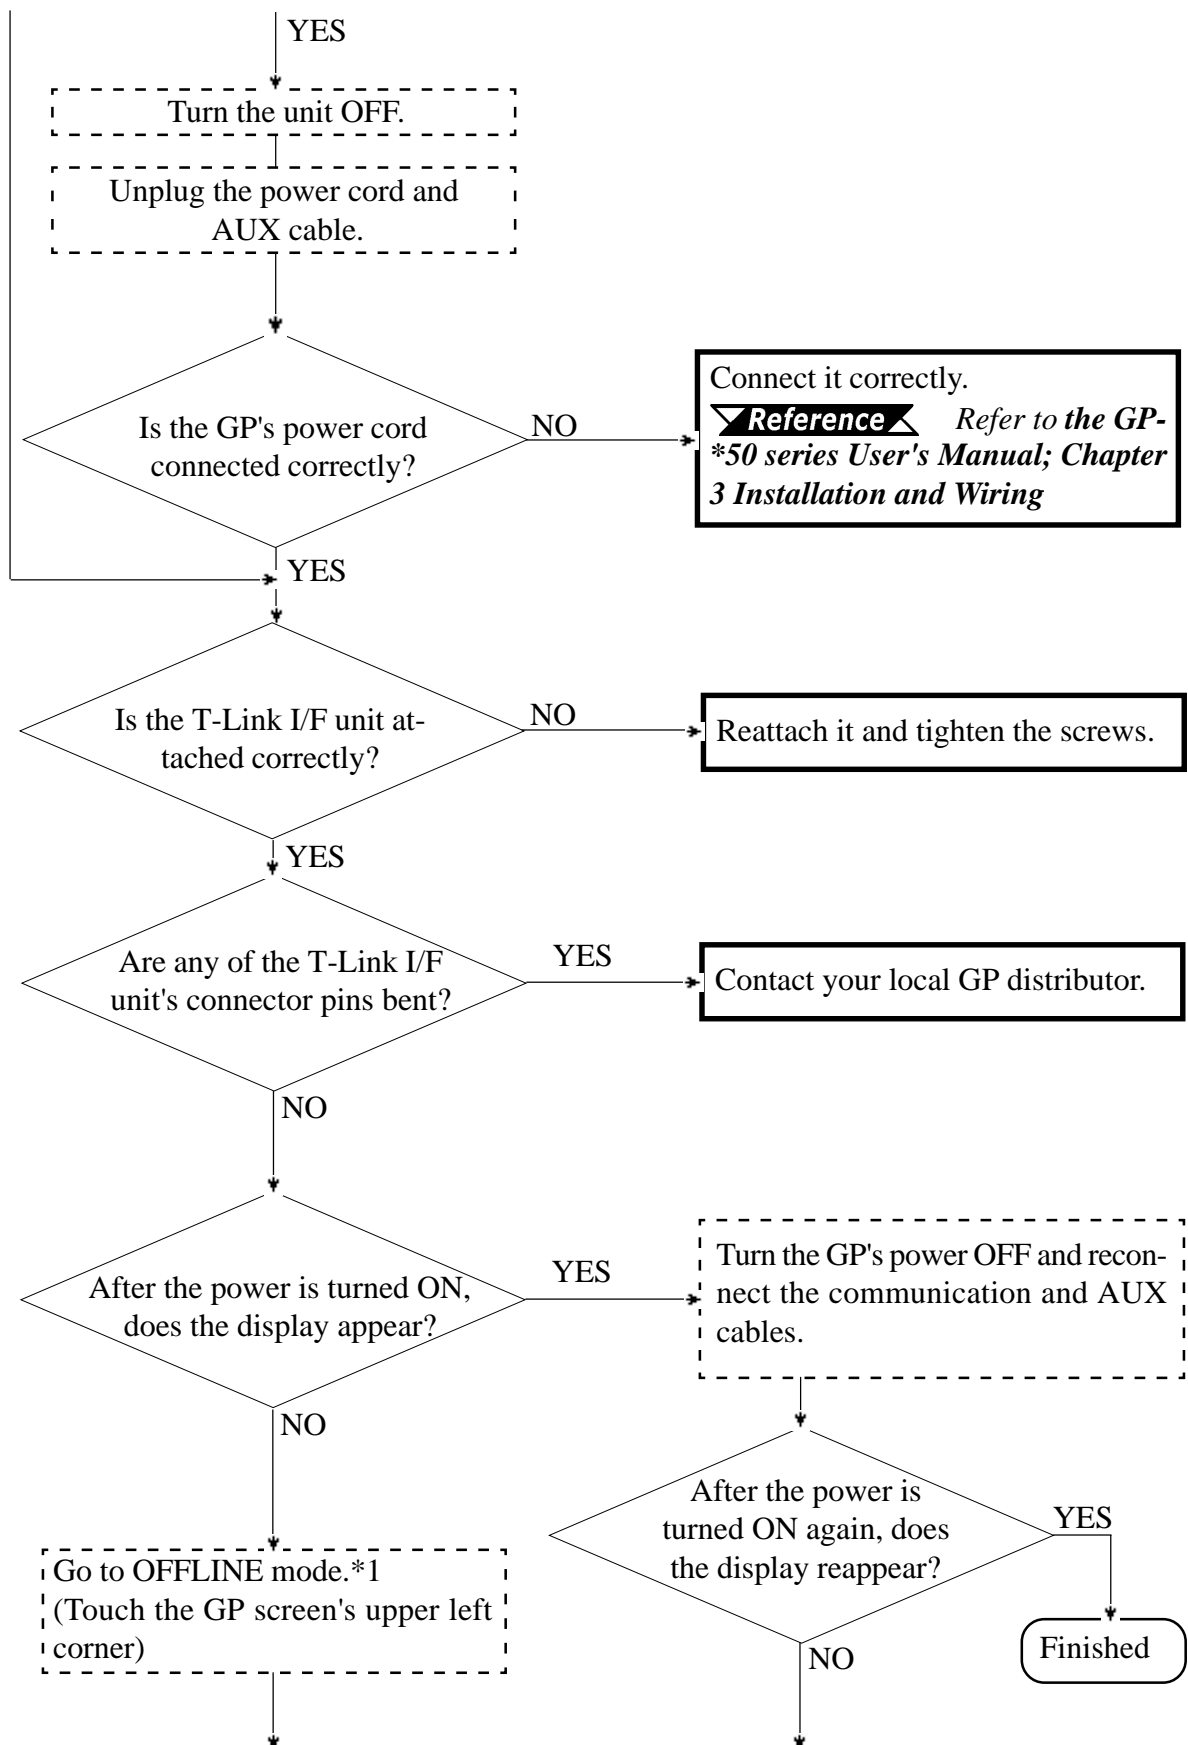 YES
Turn the unit OFF.
Unplug the power cord and
AUX cable.
Is the GP's power cord
connected correctly?
NO
Connect it correctly.
Reference Refer to the GP-
*50 series User's Manual; Chapter
3 Installation and Wiring
YES
Is the T-Link I/F unit at-
tached correctly?
NO
Reattach it and tighten the screws.
YES
Are any of the T-Link I/F
unit's connector pins bent?
YES
Contact your local GP distributor.
NO
After the power is turned ON,
does the display appear?
YES
Turn the GP's power OFF and recon-
nect the communication and AUX
cables.
NO
After the power is
turned ON again, does
the display reappear?
YES
Go to OFFLINE mode.*1
(Touch the GP screen's upper left
corner)
NO
Finished